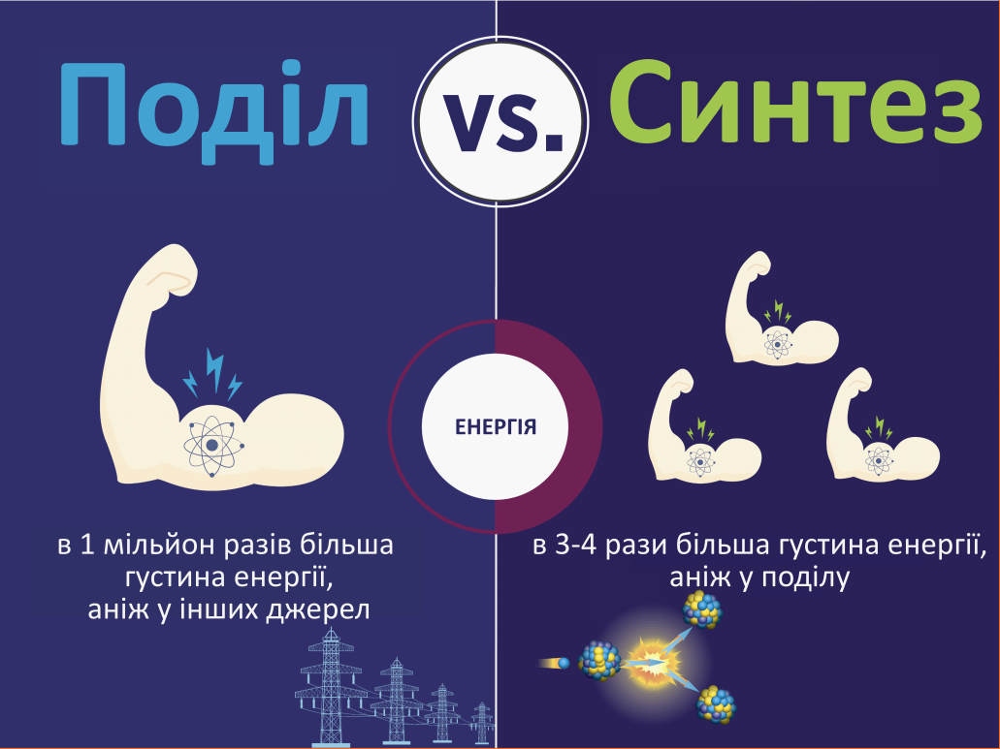 Поділ
VS.
Синтез
ЕНЕРГІЯ
в 1 мільйон разів більша
густина енергії,
аніж у інших джерел
в 3-4 рази більша густина енергії,
аніж у поділу